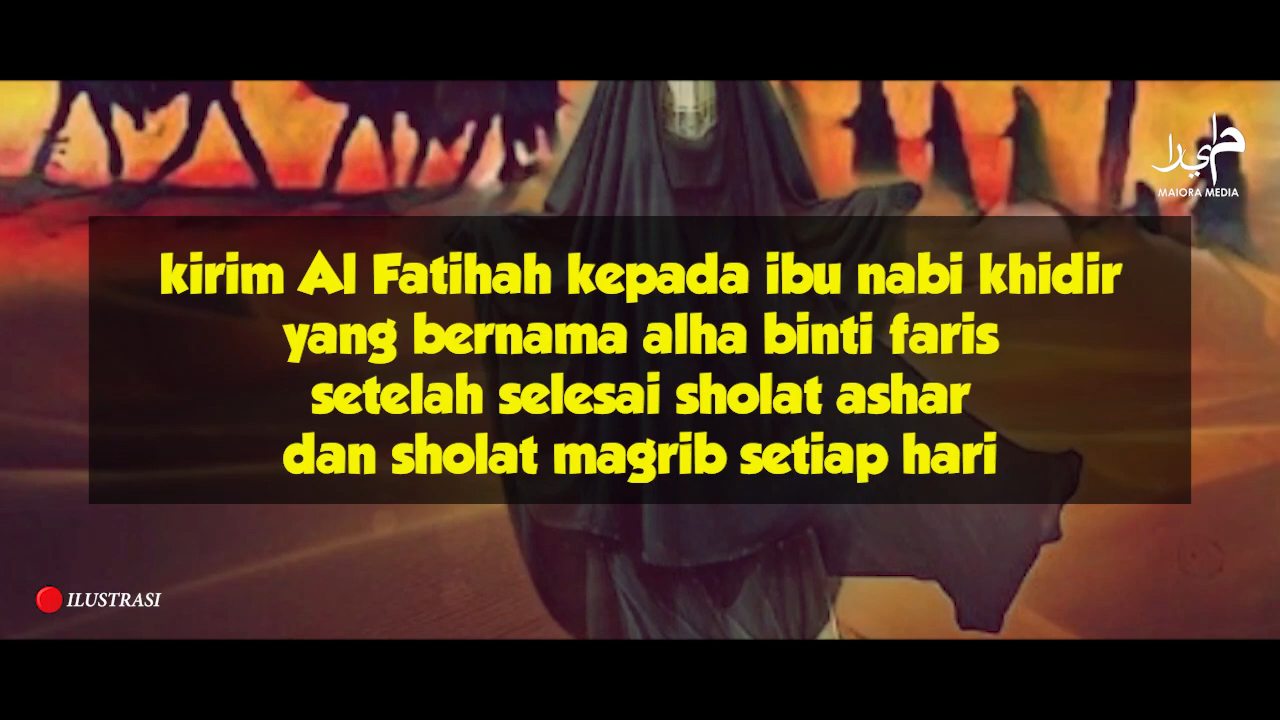 مايورا
MAIORA MEDIA
kirim Al Fatihah kepada ibu nabi khidir
yang bernama alha binti faris
setelah selesai sholat ashar
dan sholat magrib setiap hari
ILUSTRASI